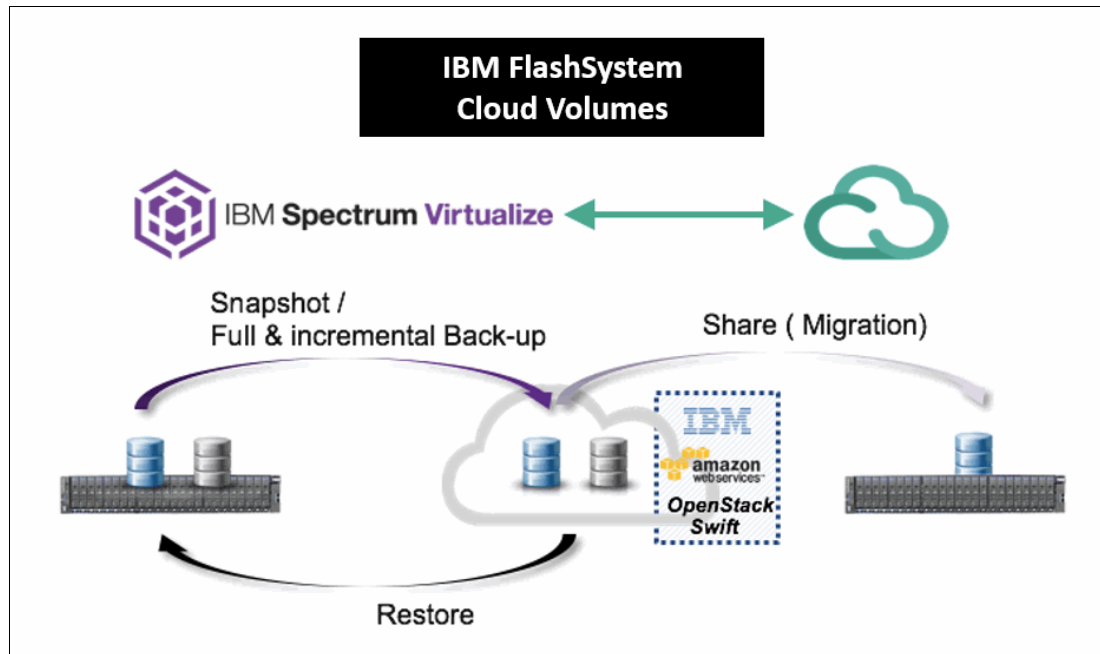 IBM FlashSystem
Cloud Volumes
IBM Spectrum Virtualize
Snapshot /
Full & incremental Back-up
Share ( Migration)
IBM
amazon
webservices™
OpenStack
Swift
Restore